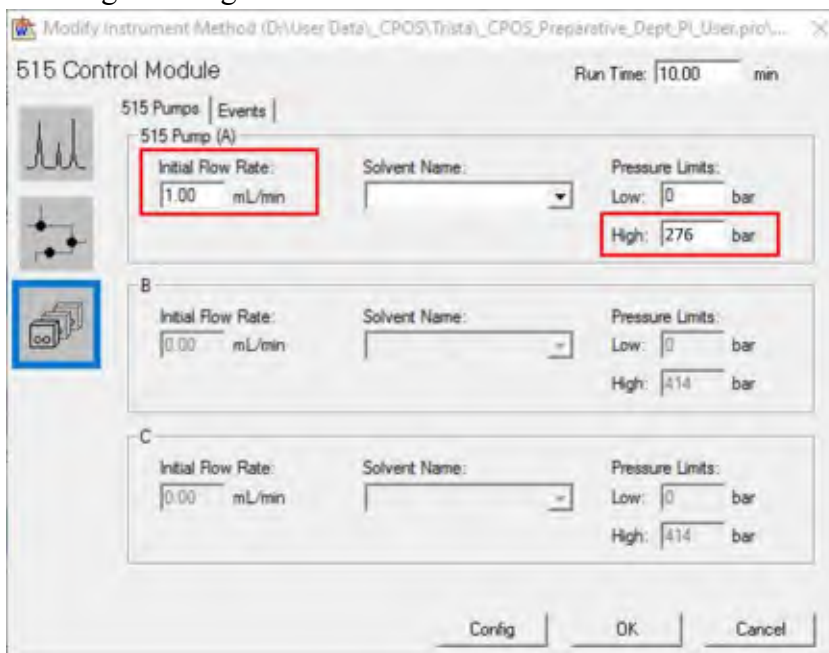 Modify Instrument Method (D:\User Data\_CPOS\Trista\_CPOS_Preparative_Dept_PI_User.pro\...
515 Control Module
Run Time: 10.00 min
515 Pumps Events
515 Pump (A)
Initial Flow Rate: Solvent Name: Pressure Limits:
1.00 mL/min Low: 0 bar
High: 276 bar
B
Initial Flow Rate: Solvent Name: Pressure Limits:
0.00 mL/min Low: 0 bar
High: 414 bar
C
Initial Flow Rate: Solvent Name: Pressure Limits:
0.00 mL/min Low: 0 bar
High: 414 bar
Config OK Cancel